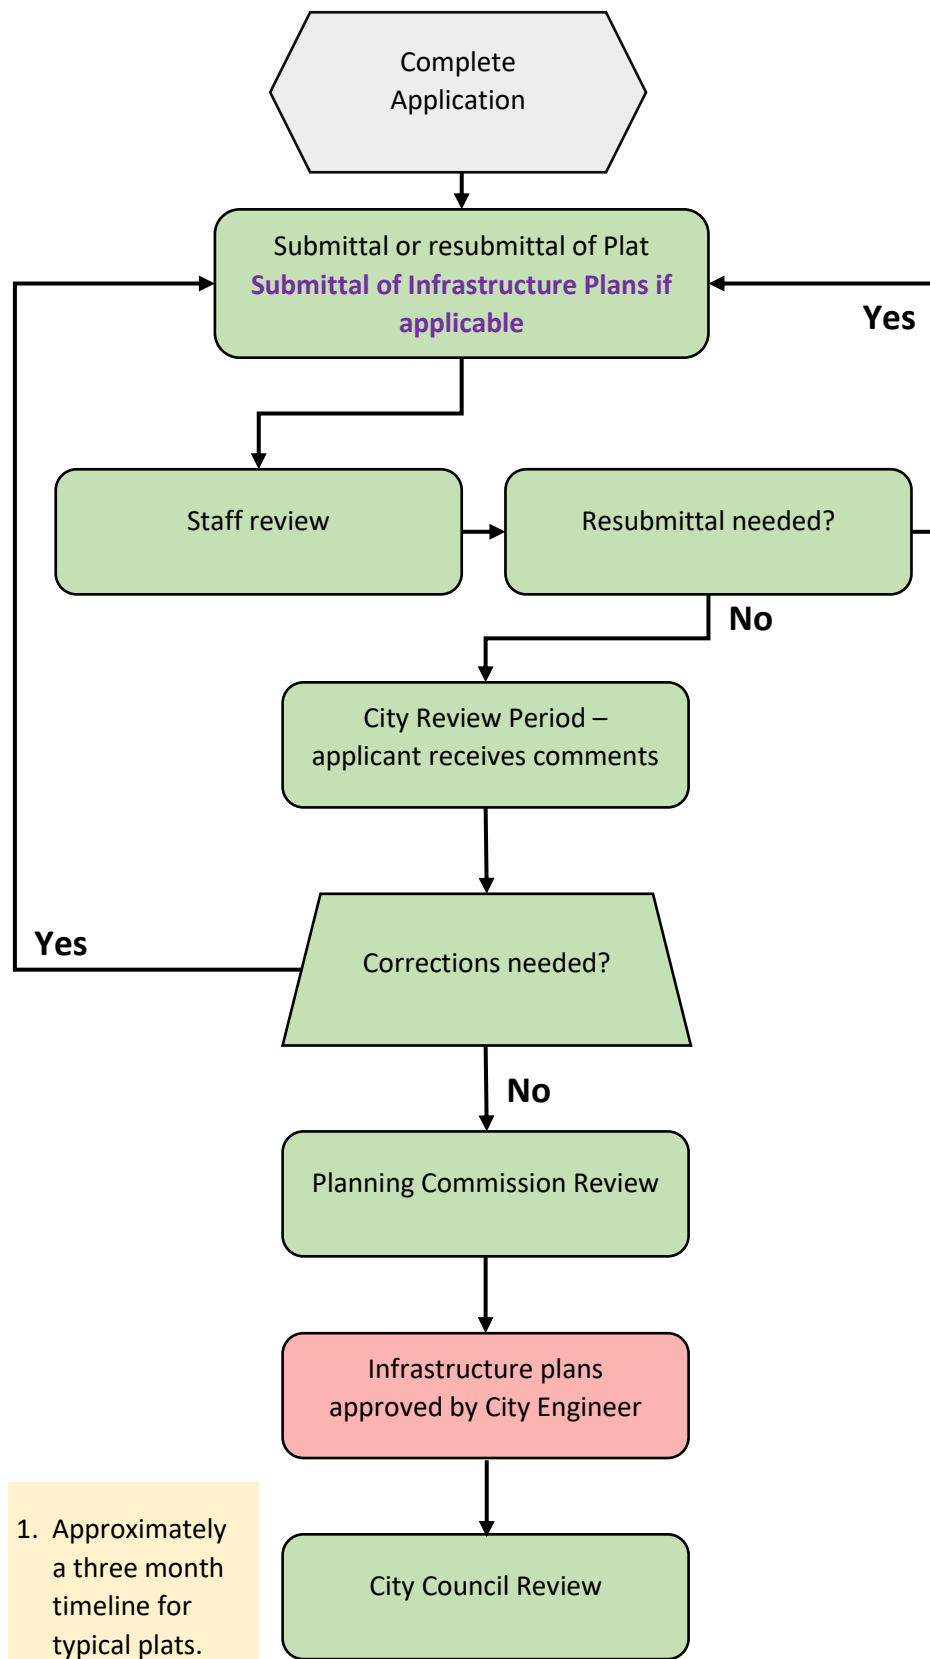 Complete
Application
Submittal or resubmittal of Plat
Submittal of Infrastructure Plans if
applicable
Yes
Staff review
Resubmittal needed?
No
City Review Period –
applicant receives comments
Yes
Corrections needed?
No
Planning Commission Review
Infrastructure plans
approved by City Engineer
City Council Review
1. Approximately
a three month
timeline for
typical plats.